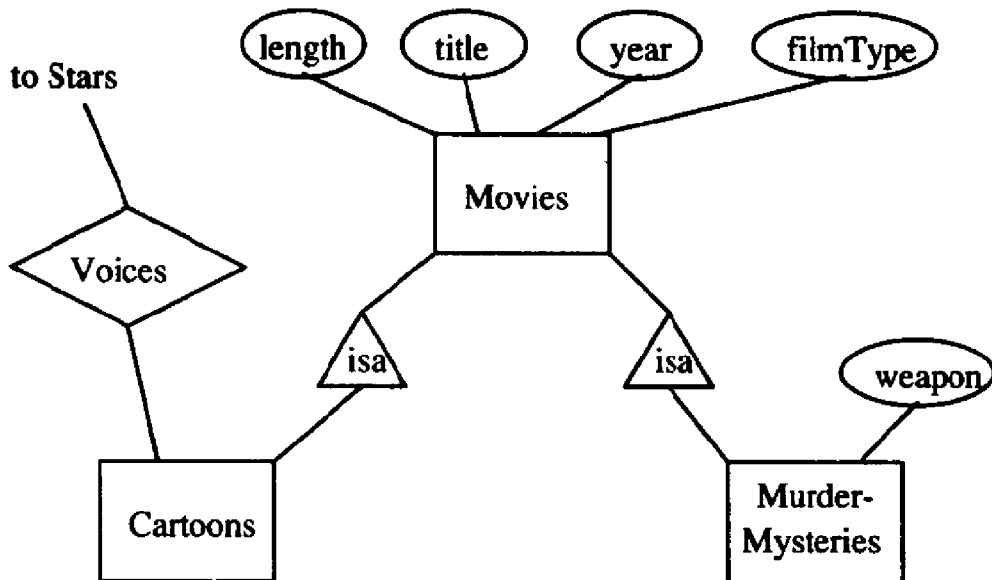 length
title
year
filmType
to Stars
Movies
Voices
isa
isa
weapon
Cartoons
Murder-
Mysteries